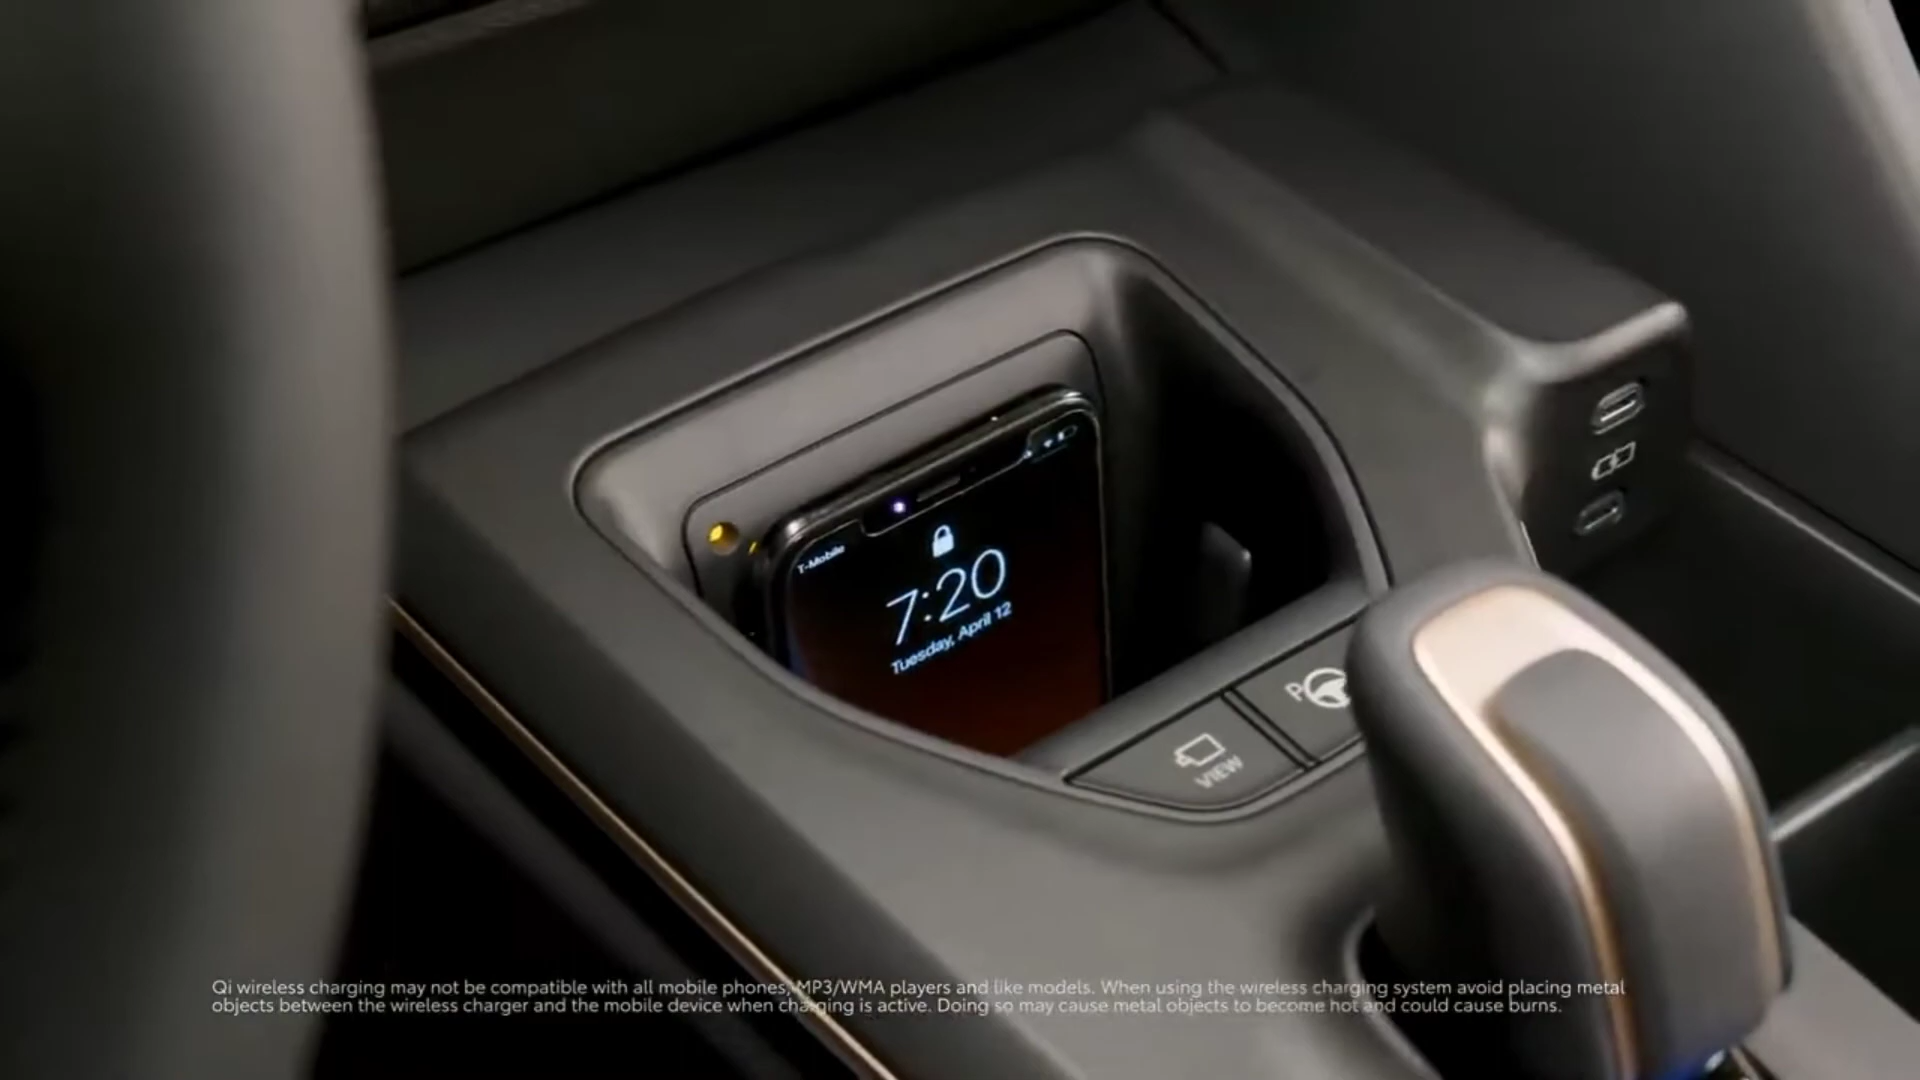 T-Mobile
7:20
Tuesday, April 12
P
VIEW
Qi wireless charging may not be compatible with all mobile phones, MP3/WMA players and like models. When using the wireless charging system avoid placing metal
objects between the wireless charger and the mobile device when charging is active. Doing so may cause metal objects to become hot and could cause burns.